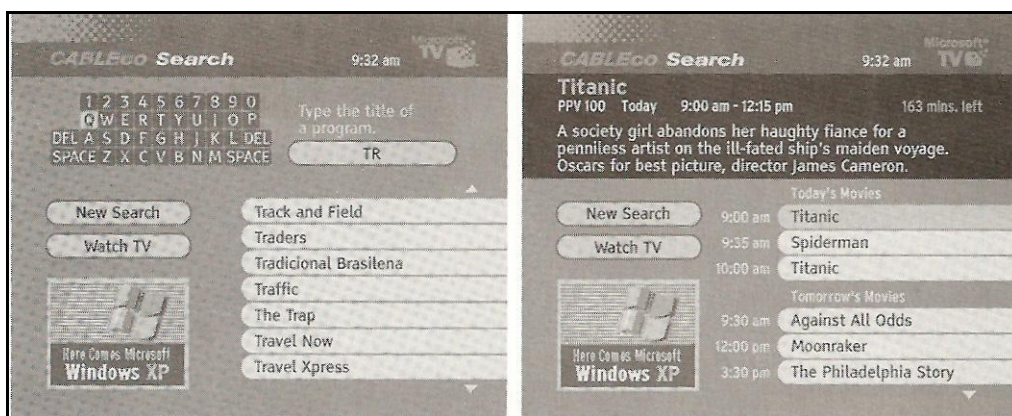 CABLEco Search
9:32 am
Microsoft
TV
1 2 3 4 5 6 7 8 9 0
Q W E R T Y U I O P
DEL A S D F G H J K L DEL
SPACE Z X C V B N M SPACE
Type the title of
a program.
TR
New Search
Watch TV
Here Comes Microsoft
Windows XP
Track and Field
Traders
Tradicional Brasilena
Traffic
The Trap
Travel Now
Travel Xpress
CABLEco Search
9:32 am
Microsoft®
TV
Titanic
PPV 100 Today 9:00 am - 12:15 pm 163 mins. left
A society girl abandons her haughty fiance for a
penniless artist on the ill-fated ship's maiden voyage.
Oscars for best picture, director James Cameron.
New Search
Watch TV
Here Comes Microsoft
Windows XP
Today's Movies
9:00 am Titanic
9:35 am Spiderman
10:00 am Titanic
Tomorrow's Movies
9:30 am Against All Odds
12:00 pm Moonraker
3:30 pm The Philadelphia Story